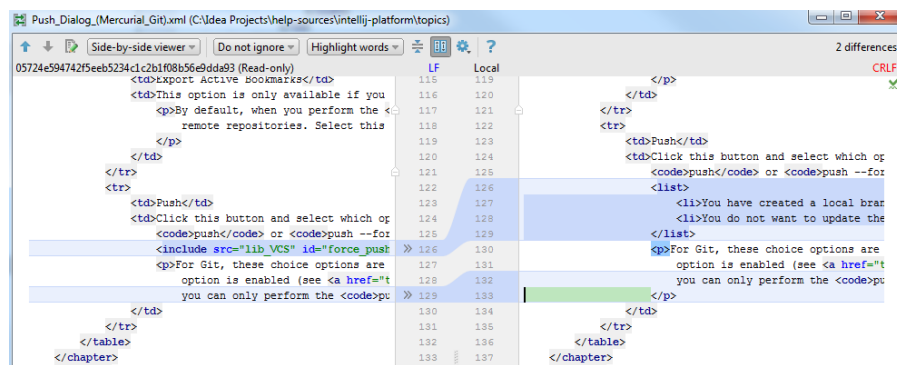 Push_Dialog_(Mercurial_Git).xml (C:\Idea Projects\help-sources\intellij-platform\topics)
Side-by-side viewer Do not ignore Highlight words ? 2 differences
05724e594742f5eeb5234c1c2b1f08b56e9dda93 (Read-only) LF Local CRLF
<td>Export Active Bookmarks</td> 115 119 </p>
<td>This option is only available if you 116 120 </td>
<p>By default, when you perform the < 117 121 </tr>
remote repositories. Select this 118 122 <tr>
</p> 119 123 <td>Push</td>
</td> 120 124 <td>Click this button and select which op
</tr> 121 125 <code>push</code> or <code>push --for
<tr> 122 126 <list>
<td>Push</td> 123 127 <li>You have created a local bran
<td>Click this button and select which op 124 128 <li>You do not want to update the
<code>push</code> or <code>push --for 125 129 </list>
<include src="lib_VCS" id="force_push 126 130 <p>For Git, these choice options are
<p>For Git, these choice options are 127 131 option is enabled (see <a href="t
option is enabled (see <a href="t 128 132 you can only perform the <code>pu
you can only perform the <code>pu 129 133 </p>
</td> 130 134 </td>
</tr> 131 135 </tr>
</table> 132 136 </table>
</chapter> 133 137 </chapter>